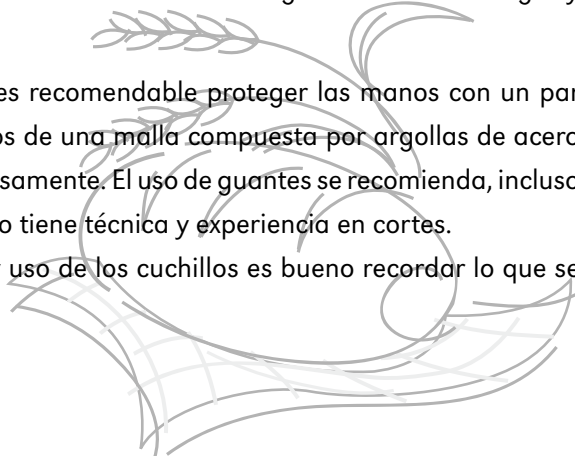 es recomendable proteger las manos con un par
os de una malla compuesta por argollas de acero
samente. El uso de guantes se recomienda, incluso
o tiene técnica y experiencia en cortes.
uso de los cuchillos es bueno recordar lo que se